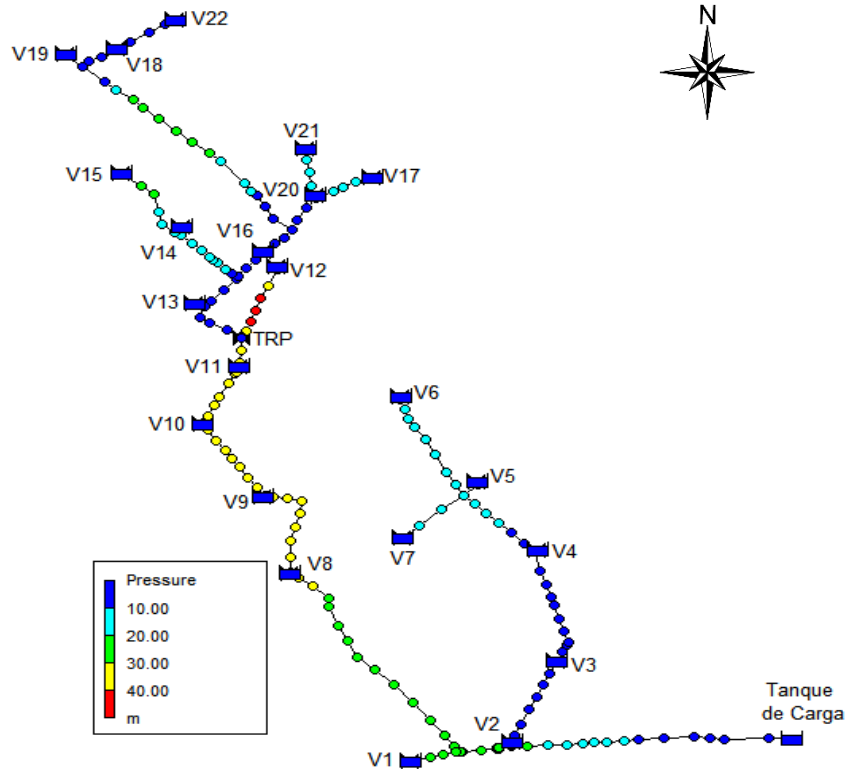 N
V22
V19
V18
V21
V15
V17
V20
V14
V16
V12
V13
TRP
V11
V6
V10
V5
V9
V7
V4
V8
Pressure
10.00
20.00
30.00
40.00
m
V3
Tanque
de Carga
V2
V1